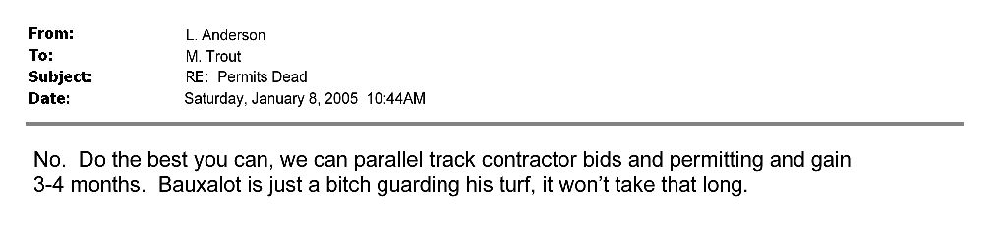 From: L. Anderson
To: M. Trout
Subject: RE: Permits Dead
Date: Saturday, January 8, 2005 10:44AM
No. Do the best you can, we can parallel track contractor bids and permitting and gain
3-4 months. Bauxalot is just a bitch guarding his turf, it won't take that long.